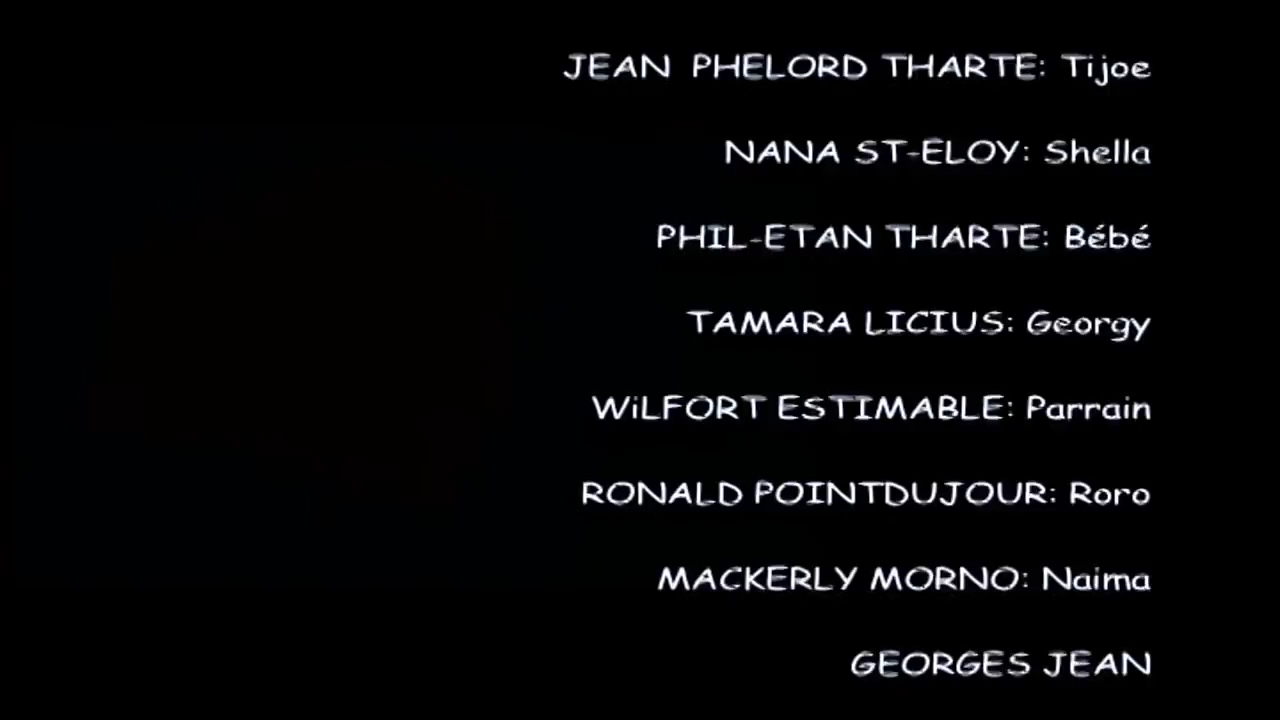 JEAN PHELORD THARTE: Tijoe
NANA ST-ELOY: Shella
PHIL-ETAN THARTE: Bébé
TAMARA LICIUS: Georgy
WiLFORT ESTIMABLE: Parrain
RONALD POINTDUJOUR: Roro
MACKERLY MORNO: Naima
GEORGES JEAN